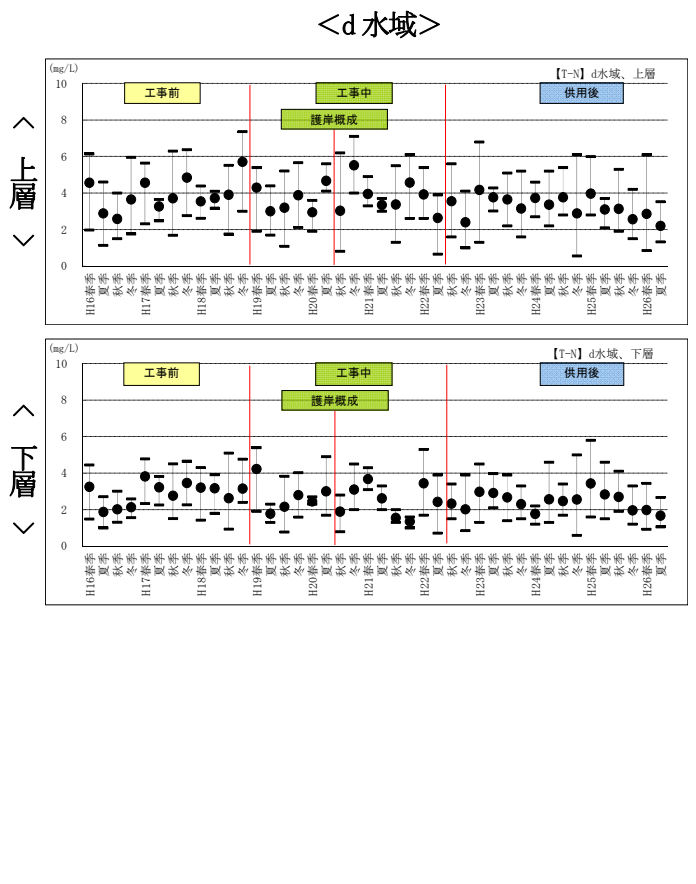 <d水域>
<上層>
(mg/L)
【T-N】d水域、上層
10
8
6
4
2
0
工事前
工事中
供用後
護岸概成
H16春季
夏季
秋季
冬季
H17春季
夏季
秋季
冬季
H18春季
夏季
秋季
冬季
H19春季
夏季
秋季
冬季
H20春季
夏季
秋季
冬季
H21春季
夏季
秋季
冬季
H22春季
夏季
秋季
冬季
H23春季
夏季
秋季
冬季
H24春季
夏季
秋季
冬季
H25春季
夏季
秋季
冬季
H26春季
夏季
<下層>
(mg/L)
【T-N】d水域、下層
10
8
6
4
2
0
工事前
工事中
供用後
護岸概成
H16春季
夏季
秋季
冬季
H17春季
夏季
秋季
冬季
H18春季
夏季
秋季
冬季
H19春季
夏季
秋季
冬季
H20春季
夏季
秋季
冬季
H21春季
夏季
秋季
冬季
H22春季
夏季
秋季
冬季
H23春季
夏季
秋季
冬季
H24春季
夏季
秋季
冬季
H25春季
夏季
秋季
冬季
H26春季
夏季